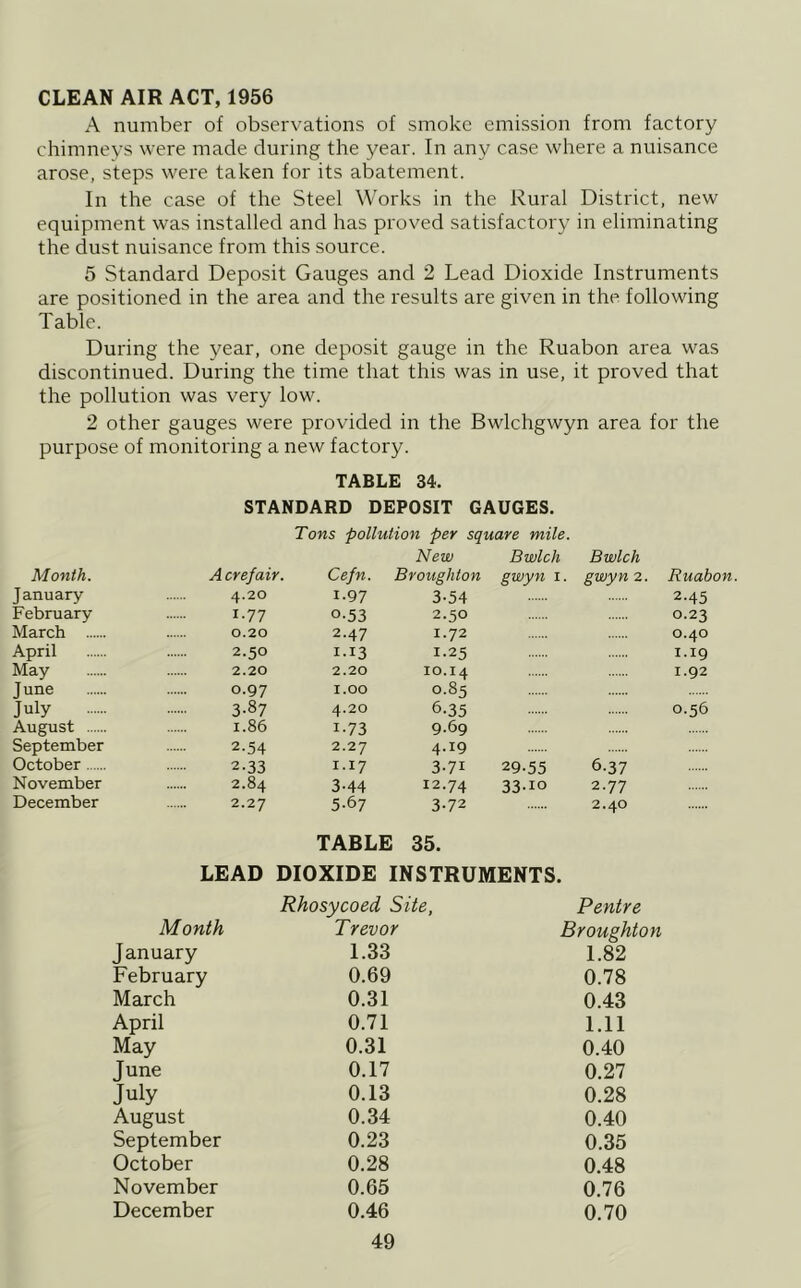 CLEAN AIR ACT, 1956
A number of observations of smoke emission from factory
chimneys were made during the year. In any case where a nuisance
arose, steps were taken for its abatement.
In the case of the Steel Works in the Rural District, new
equipment was installed and has proved satisfactory in eliminating
the dust nuisance from this source.
5 Standard Deposit Gauges and 2 Lead Dioxide Instruments
are positioned in the area and the results are given in the following
Table.
During the year, one deposit gauge in the Ruabon area was
discontinued. During the time that this was in use, it proved that
the pollution was very low.
2 other gauges were provided in the Bwlchgwyn area for the
purpose of monitoring a new factory.
TABLE 34.
STANDARD DEPOSIT GAUGES.
Tons pollution per square mile.
New Bwlch Bwlch
Month. Acrefair. Cefn. Broughton gwyn 1. gwyn 2. Ruabon.
January ...... 4.20 1.97 3.54 ...... ...... 2.45
February ...... 1.77 0.53 2.50 ...... ...... 0.23
March ...... ...... 0.20 2.47 1.72 ...... ...... 0.40
April ...... ...... 2.50 1.13 1.25 ...... ...... 1.19
May ...... ...... 2.20 2.20 10.14 ...... ...... 1.92
June ...... ...... 0.97 1.00 0.85 ...... ...... ......
July ...... ...... 3.87 4.20 6.35 ...... ...... 0.56
August ...... ...... 1.86 1.73 9.69 ...... ...... ......
September ...... 2.54 2.27 4.19 ...... ...... ......
October ...... ...... 2.33 1.17 3.71 29.55 6.37 ......
November ...... 2.84 3.44 12.74 33.10 2.77 ......
December ...... 2.27 5.67 3.72 ...... 2.40 ......
TABLE 35.
LEAD DIOXIDE INSTRUMENTS.
Rhosycoed Site, Pentre
Month Trevor Broughton
January 1.33 1.82
February 0.69 0.78
March 0.31 0.43
April 0.71 1.11
May 0.31 0.40
June 0.17 0.27
July 0.13 0.28
August 0.34 0.40
September 0.23 0.35
October 0.28 0.48
November 0.65 0.76
December 0.46 0.70
49